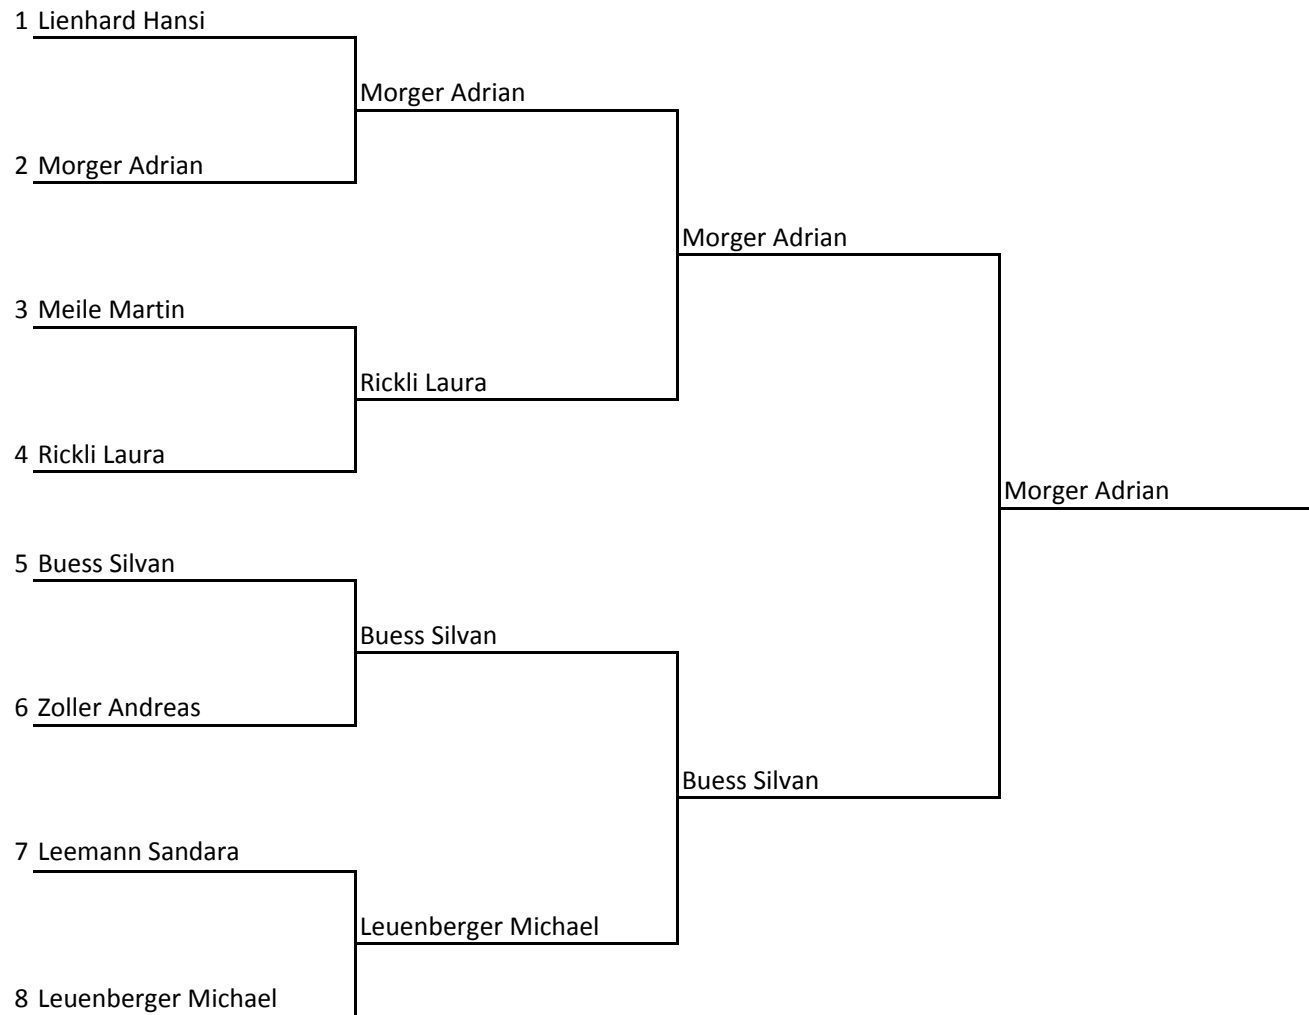 1 Lienhard Hansi
Morger Adrian
2 Morger Adrian
Morger Adrian
3 Meile Martin
Rickli Laura
4 Rickli Laura
Morger Adrian
5 Buess Silvan
Buess Silvan
6 Zoller Andreas
Buess Silvan
7 Leemann Sandara
Leuenberger Michael
8 Leuenberger Michael